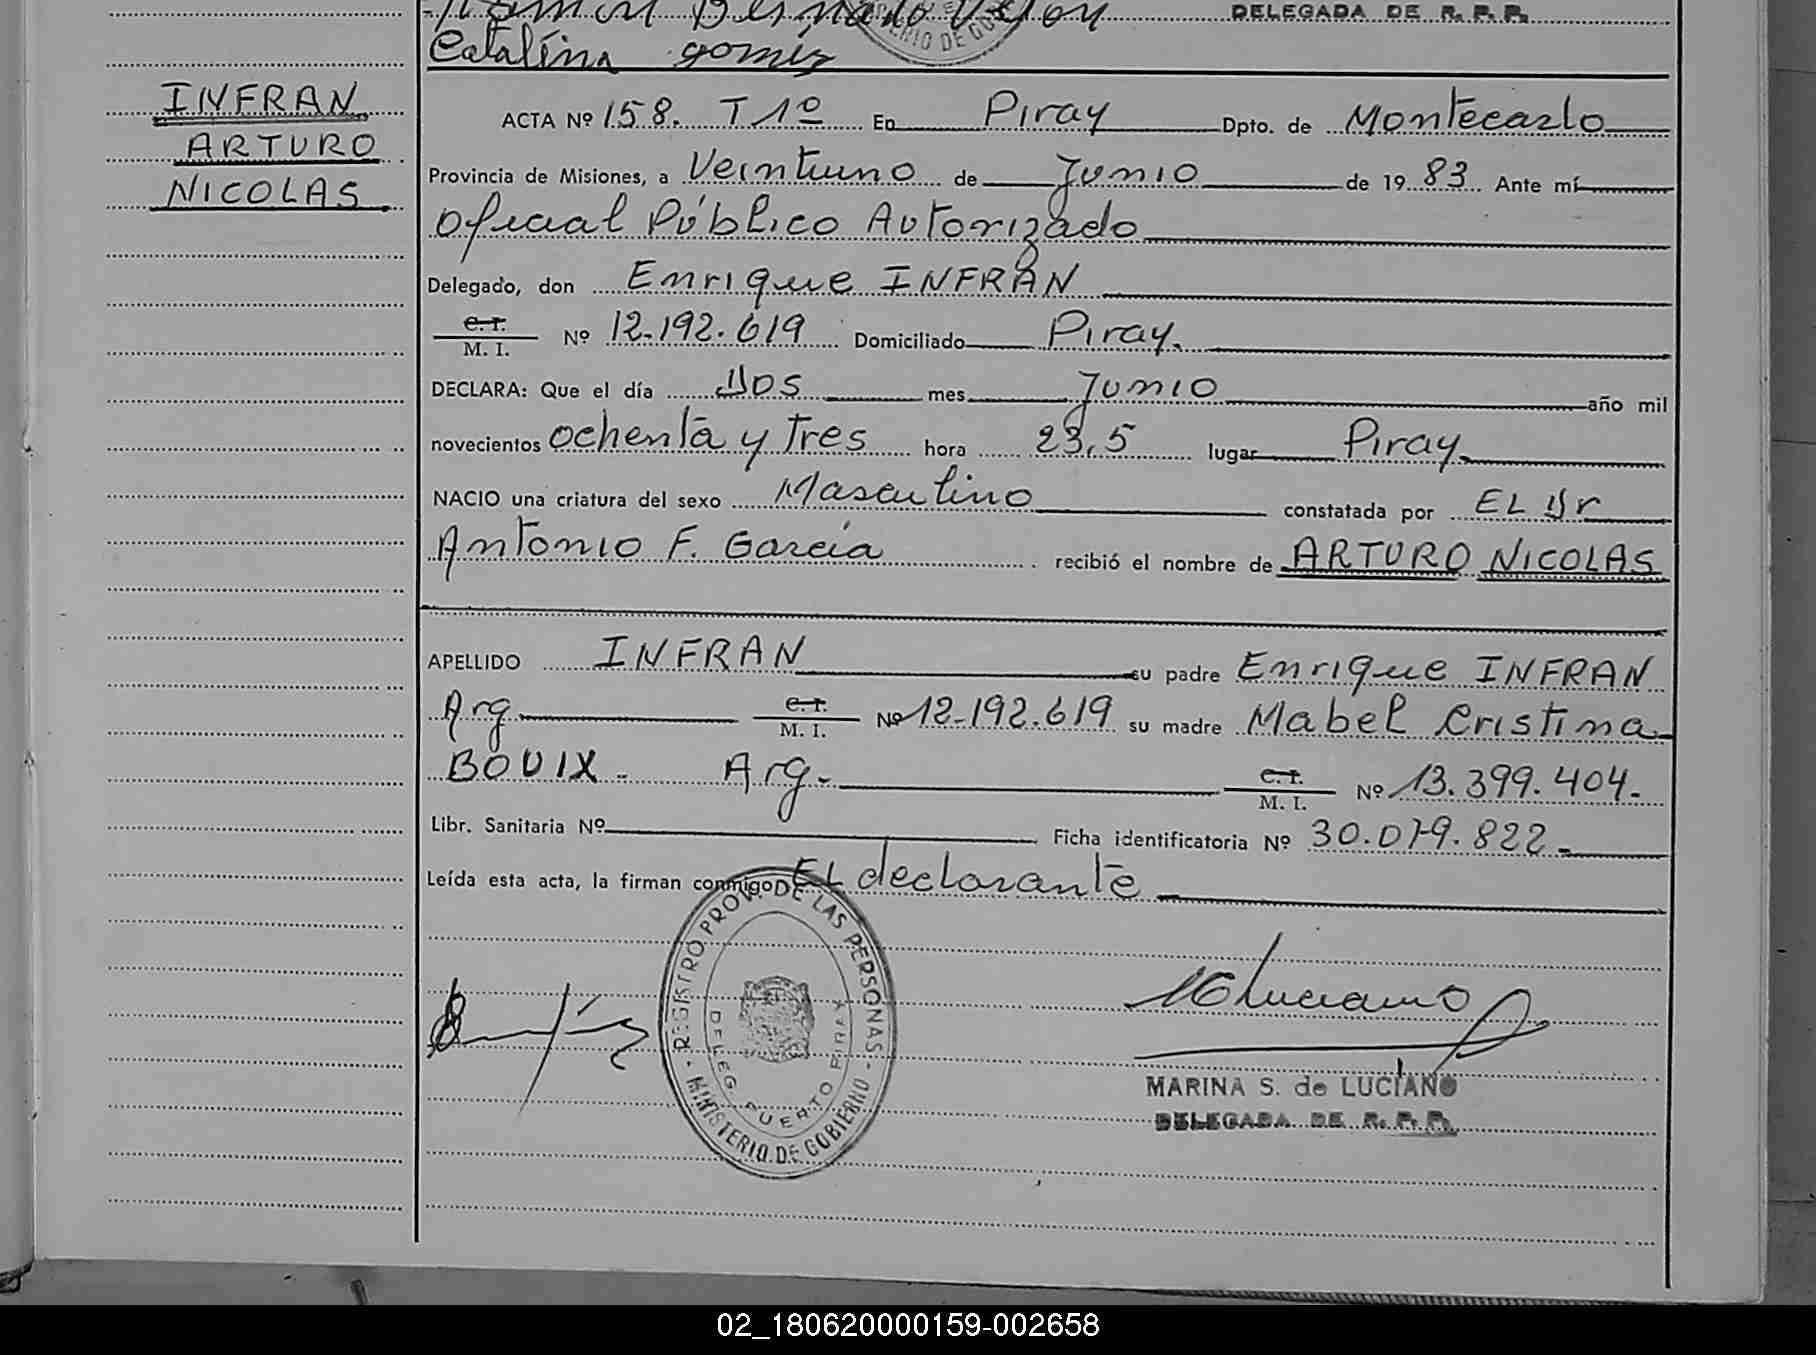 Ramón Bernardo
DELEGADA DE R. P. P.
Catalina gomez
INFRAN
ARTURO
NICOLAS
ACTA Nº 158. T 1º En Piray Dpto. de Montecarlo
Provincia de Misiones, a Veintiuno de Junio de 19 83 Ante mí
Oficial Público Autorizado
Delegado, don Enrique INFRAN
C. I.
M. I. Nº 12.192.619 Domiciliado Piray.
DECLARA: Que el día Dos mes Junio año mil
novecientos ochenta y tres hora 23,5 lugar Piray.
NACIO una criatura del sexo Masculino constatada por EL Dr
Antonio F. García recibió el nombre de ARTURO NICOLAS
APELLIDO INFRAN su padre Enrique INFRAN
Arg. C. I.
M. I. Nº 12.192.619 su madre Mabel Cristina
BOUIX. Arg. C. I.
M. I. Nº 13.399.404.
Libr. Sanitaria Nº Ficha identificatoria Nº 30.079.822.
Leída esta acta, la firman conmigo EL declarante
REGISTRO PROV. DE LAS PERSONAS
MINISTERIO DE GOBIERNO
DELEG. PUERTO PIRAY
MARINA S. de LUCIANO
DELEGADA DE R. P. P.
02_180620000159-002658